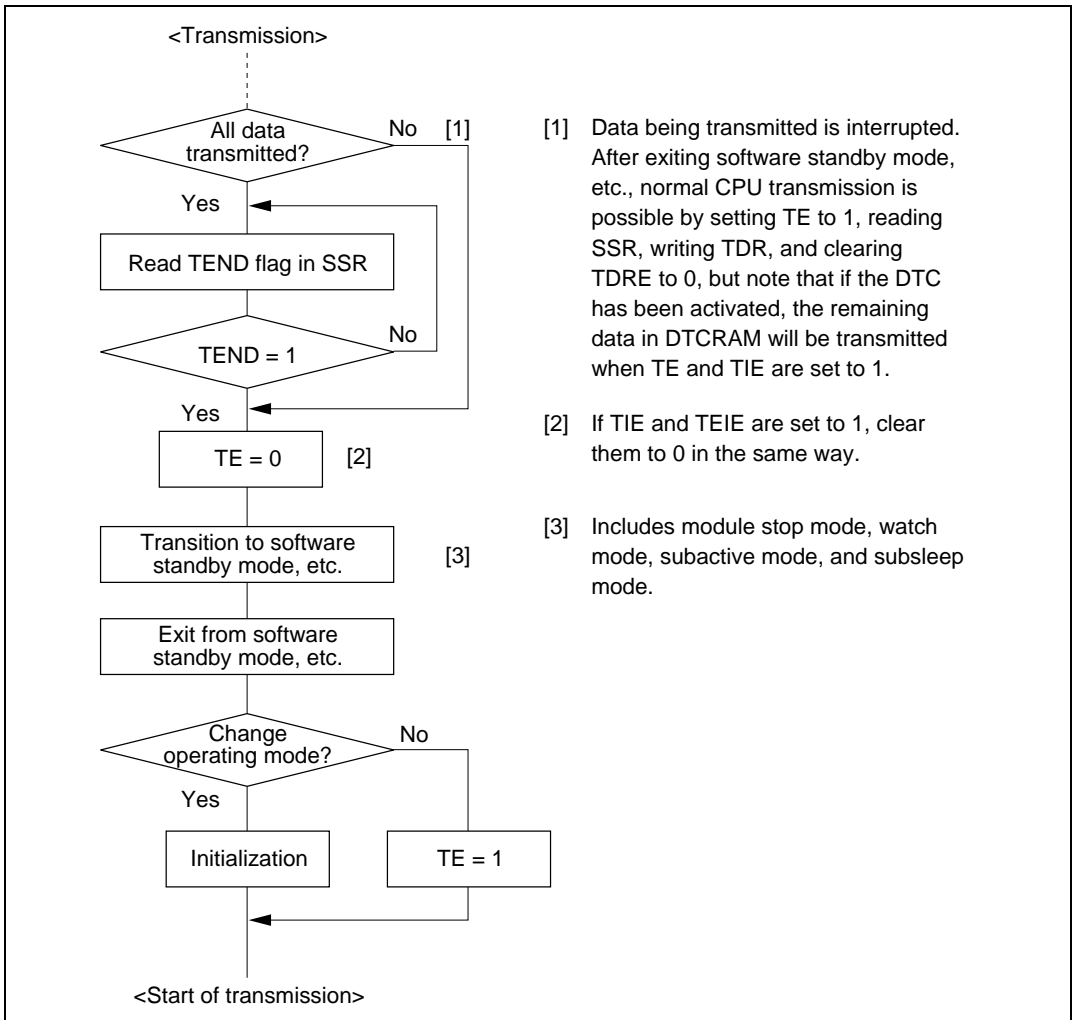 <Transmission>
All data
transmitted?
No
[1]
Yes
Read TEND flag in SSR
TEND = 1
No
Yes
TE = 0
[2]
Transition to software
standby mode, etc.
[3]
Exit from software
standby mode, etc.
Change
operating mode?
No
Yes
Initialization
TE = 1
<Start of transmission>
[1] Data being transmitted is interrupted.
After exiting software standby mode,
etc., normal CPU transmission is
possible by setting TE to 1, reading
SSR, writing TDR, and clearing
TDRE to 0, but note that if the DTC
has been activated, the remaining
data in DTCRAM will be transmitted
when TE and TIE are set to 1.
[2] If TIE and TEIE are set to 1, clear
them to 0 in the same way.
[3] Includes module stop mode, watch
mode, subactive mode, and subsleep
mode.